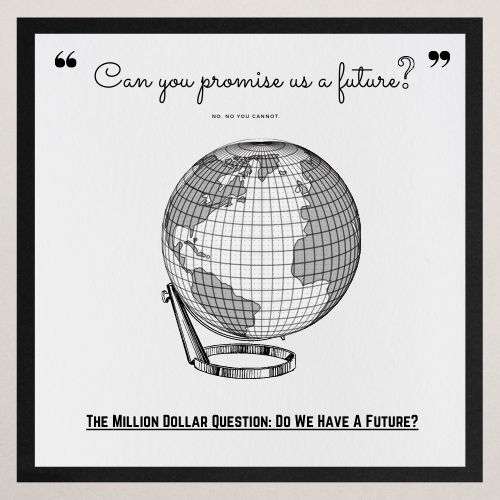 “ Can you promise us a future? ”
NO, NO YOU CANNOT.
The Million Dollar Question: Do We Have A Future?